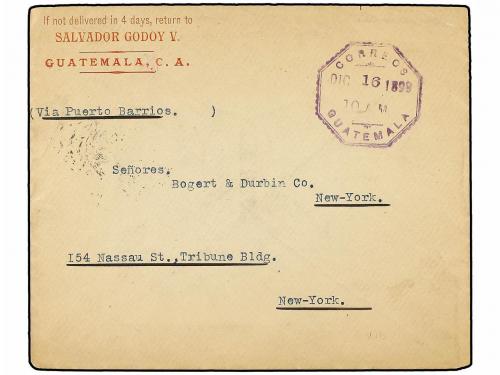 If not delivered in 4 days, return to
SALVADOR GODOY V.
GUATEMALA, C. A.
CORREOS
DIC 16 1899
10 A M
GUATEMALA
(Via Puerto Barrios. )
Señores.
Bogert & Durbin Co.
New-York.
154 Nassau St.,Tribune Bldg.
New-York.